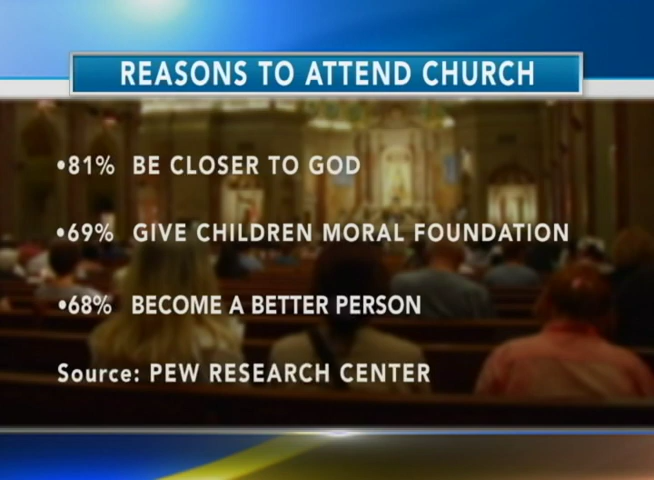 REASONS TO ATTEND CHURCH
•81% BE CLOSER TO GOD
•69% GIVE CHILDREN MORAL FOUNDATION
•68% BECOME A BETTER PERSON
Source: PEW RESEARCH CENTER